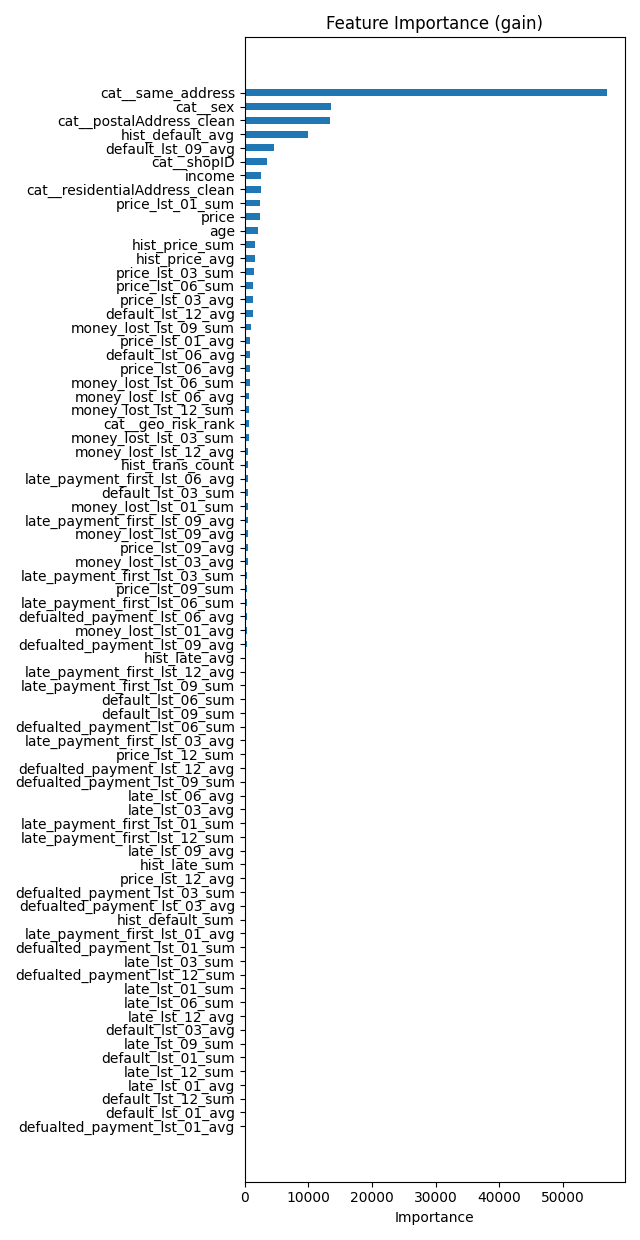 Feature Importance (gain)
cat__same_address
cat__sex
cat__postalAddress_clean
hist_default_avg
default_lst_09_avg
cat__shopID
income
cat__residentialAddress_clean
price_lst_01_sum
price
age
hist_price_sum
hist_price_avg
price_lst_03_sum
price_lst_06_sum
price_lst_03_avg
default_lst_12_avg
money_lost_lst_09_sum
price_lst_01_avg
default_lst_06_avg
price_lst_06_avg
money_lost_lst_06_sum
money_lost_lst_06_avg
money_lost_lst_12_sum
cat__geo_risk_rank
money_lost_lst_03_sum
money_lost_lst_12_avg
hist_trans_count
late_payment_first_lst_06_avg
default_lst_03_sum
money_lost_lst_01_sum
late_payment_first_lst_09_avg
money_lost_lst_09_avg
price_lst_09_avg
money_lost_lst_03_avg
late_payment_first_lst_03_sum
price_lst_09_sum
late_payment_first_lst_06_sum
defualted_payment_lst_06_avg
money_lost_lst_01_avg
defualted_payment_lst_09_avg
hist_late_avg
late_payment_first_lst_12_avg
late_payment_first_lst_09_sum
default_lst_06_sum
default_lst_09_sum
defualted_payment_lst_06_sum
late_payment_first_lst_03_avg
price_lst_12_sum
defualted_payment_lst_12_avg
defualted_payment_lst_09_sum
late_lst_06_avg
late_lst_03_avg
late_payment_first_lst_01_sum
late_payment_first_lst_12_sum
late_lst_09_avg
hist_late_sum
price_lst_12_avg
defualted_payment_lst_03_sum
defualted_payment_lst_03_avg
hist_default_sum
late_payment_first_lst_01_avg
defualted_payment_lst_01_sum
late_lst_03_sum
defualted_payment_lst_12_sum
late_lst_01_sum
late_lst_06_sum
late_lst_12_avg
default_lst_03_avg
late_lst_09_sum
default_lst_01_sum
late_lst_12_sum
late_lst_01_avg
default_lst_12_sum
default_lst_01_avg
defualted_payment_lst_01_avg
0 10000 20000 30000 40000 50000
Importance